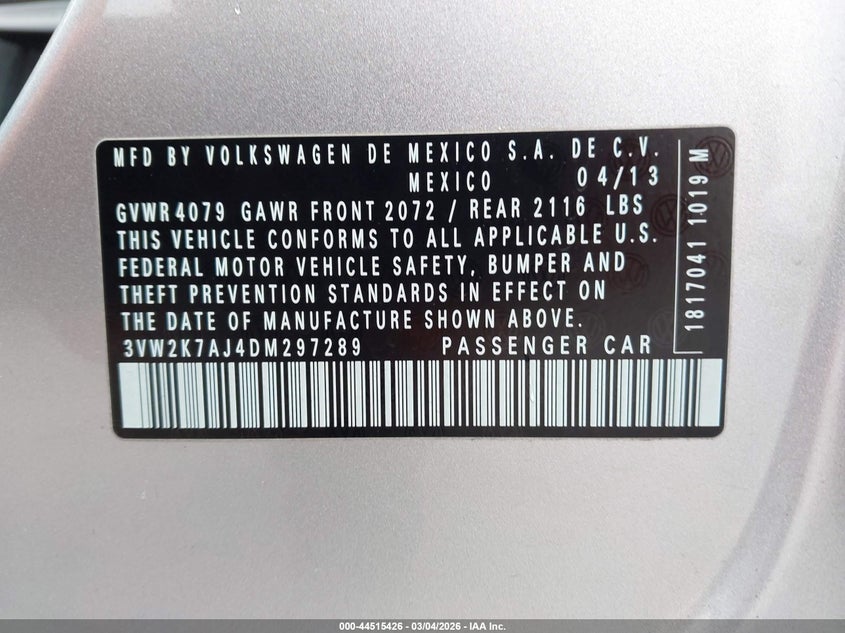 MFD BY VOLKSWAGEN DE MEXICO S.A. DE C.V.
MEXICO 04/13
GVWR 4079 GAWR FRONT 2072 / REAR 2116 LBS
THIS VEHICLE CONFORMS TO ALL APPLICABLE U.S.
FEDERAL MOTOR VEHICLE SAFETY, BUMPER AND
THEFT PREVENTION STANDARDS IN EFFECT ON
THE DATE OF MANUFACTURE SHOWN ABOVE.
3VW2K7AJ4DM297289 PASSENGER CAR
1817041 1019 M
000-44515426 - 03/04/2026 - IAA Inc.